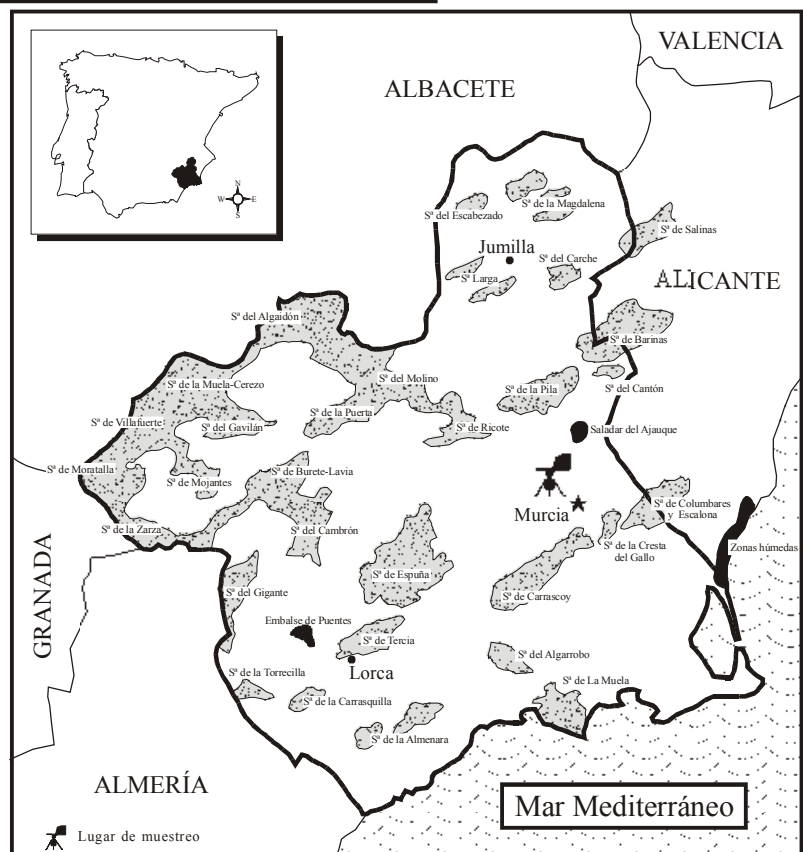 VALENCIA
ALBACETE
N
W E
S
Sª de la Magdalena
Sª del Escabezado
Sª de Salinas
Jumilla
Sª del Carche
Sª Larga
ALICANTE
Sª del Algaidón
Sª de Barinas
Sª de la Muela-Cerezo
Sª del Molino
Sª de la Pila
Sª del Cantón
Sª de la Puerta
Sª de Villafuerte
Sª del Gavilán
Sª de Ricote
Saladar del Ajauque
Sª de Moratalla
Sª de Burete-Lavia
Sª de Mojantes
Murcia
Sª de Columbares
y Escalona
Sª de la Zarza
Sª del Cambrón
Sª de la Cresta
del Gallo
Zonas húmedas
Sª de Espuña
GRANADA
Sª del Gigante
Sª de Carrascoy
Embalse de Puentes
Sª de Tercia
Sª del Algarrobo
Lorca
Sª de la Torrecilla
Sª de La Muela
Sª de la Carrasquilla
Sª de la Almenara
ALMERÍA
Mar Mediterráneo
Lugar de muestreo